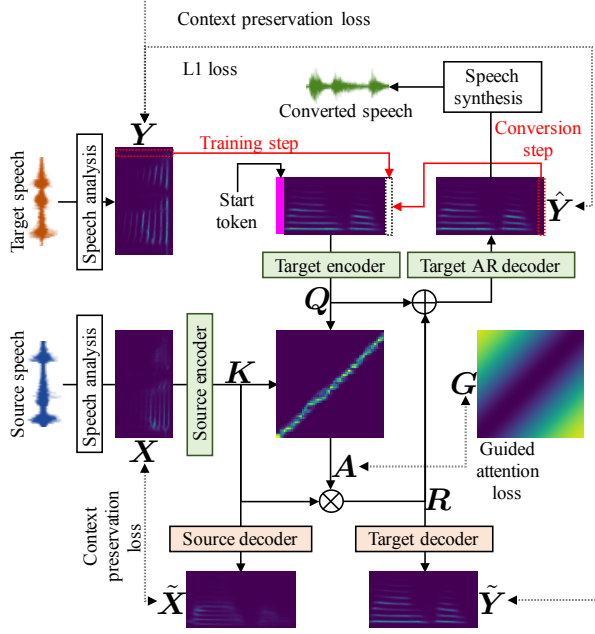 Context preservation loss
L1 loss
Speech
synthesis
Converted speech
Y
Training step
Conversion
step
Target speech
Speech analysis
Start
token
Ŷ
Target encoder
Target AR decoder
Q
Source speech
Speech analysis
Source encoder
K
G
X
A
Guided
attention
loss
R
Context
preservation
loss
Source decoder
Target decoder
X̃
Ỹ